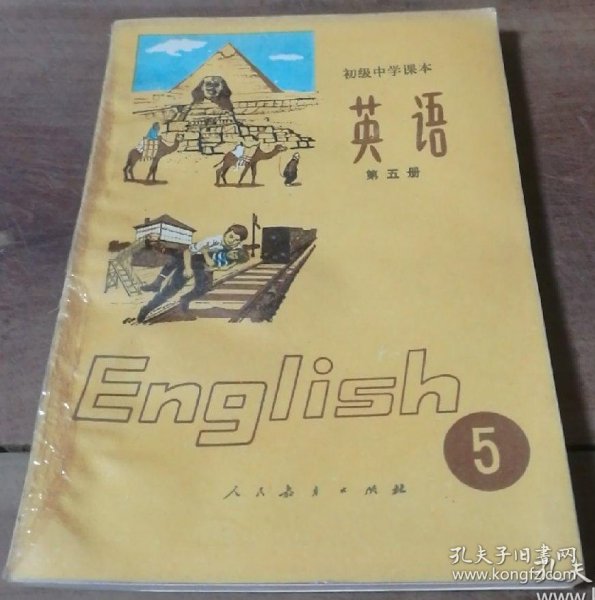 初级中学课本
英语
第五册
English
5
人民教育出版社
孔夫子旧書网
www.kongfz.com